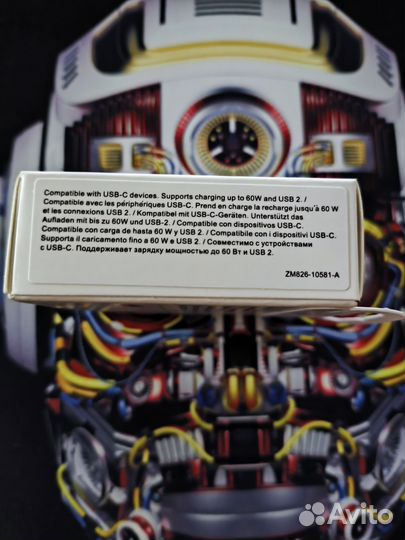 Compatible with USB-C devices. Supports charging up to 60W and USB 2. /
Compatible avec les périphériques USB-C. Prend en charge la recharge jusqu'à 60 W
et les connexions USB 2. / Kompatibel mit USB-C-Geräten. Unterstützt das
Aufladen mit bis zu 60W und USB-2. / Compatible con dispositivos USB-C.
Compatible con carga de hasta 60 W y USB 2. / Compatibile con i dispositivi USB-C.
Supporta il caricamento fino a 60 W e USB 2. / Совместимо с устройствами
с USB-C. Поддерживает зарядку мощностью до 60 Вт и USB 2.
ZM826-10581-A
Avito